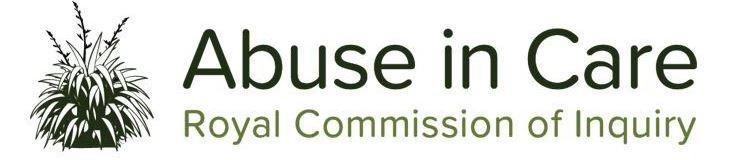 Abuse in Care
Royal Commission of Inquiry